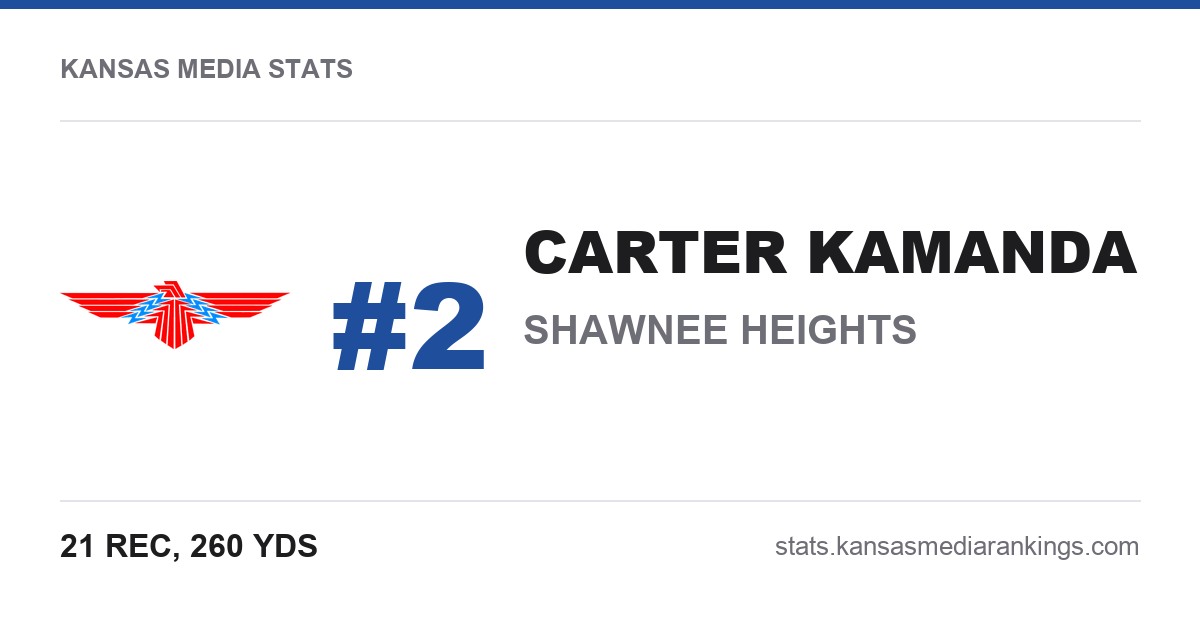 KANSAS MEDIA STATS
#2
CARTER KAMANDA
SHAWNEE HEIGHTS
21 REC, 260 YDS
stats.kansasmediarankings.com